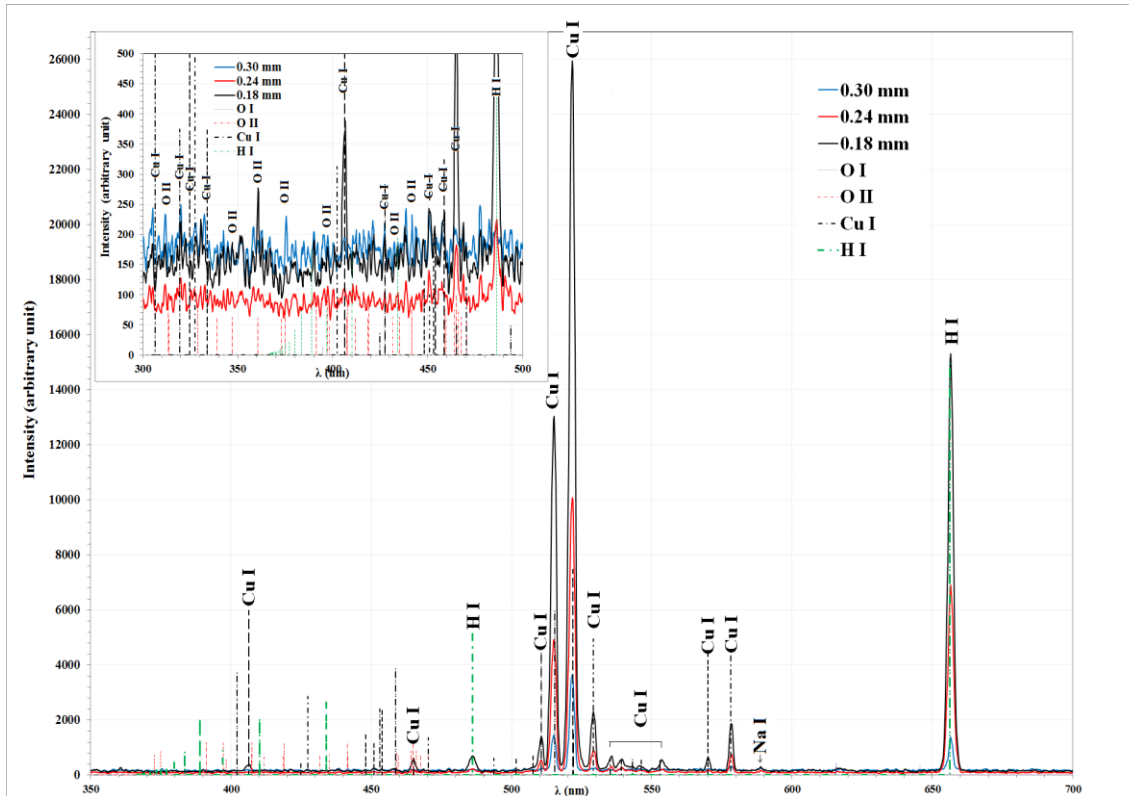 Cu I
26000
24000
22000
20000
18000
16000
14000
12000
10000
8000
6000
4000
2000
0
Intensity (arbitrary unit)
350
400
450
500
550
600
650
700
λ (nm)
0.30 mm
0.24 mm
0.18 mm
O I
O II
Cu I
H I
Cu I
Cu I
H I
Cu I
Cu I
Cu I
Cu I
Cu I
Cu I
Na I
H I
500
450
400
350
300
250
200
150
100
50
0
Intensity (arbitrary unit)
300
350
400
450
500
λ (nm)
0.30 mm
0.24 mm
0.18 mm
O I
O II
Cu I
H I
Cu I
O II
Cu I
Cu I
Cu I
O II
O II
O II
O II
Cu I
Cu I
O II
O II
Cu I
Cu I
Cu I
H I